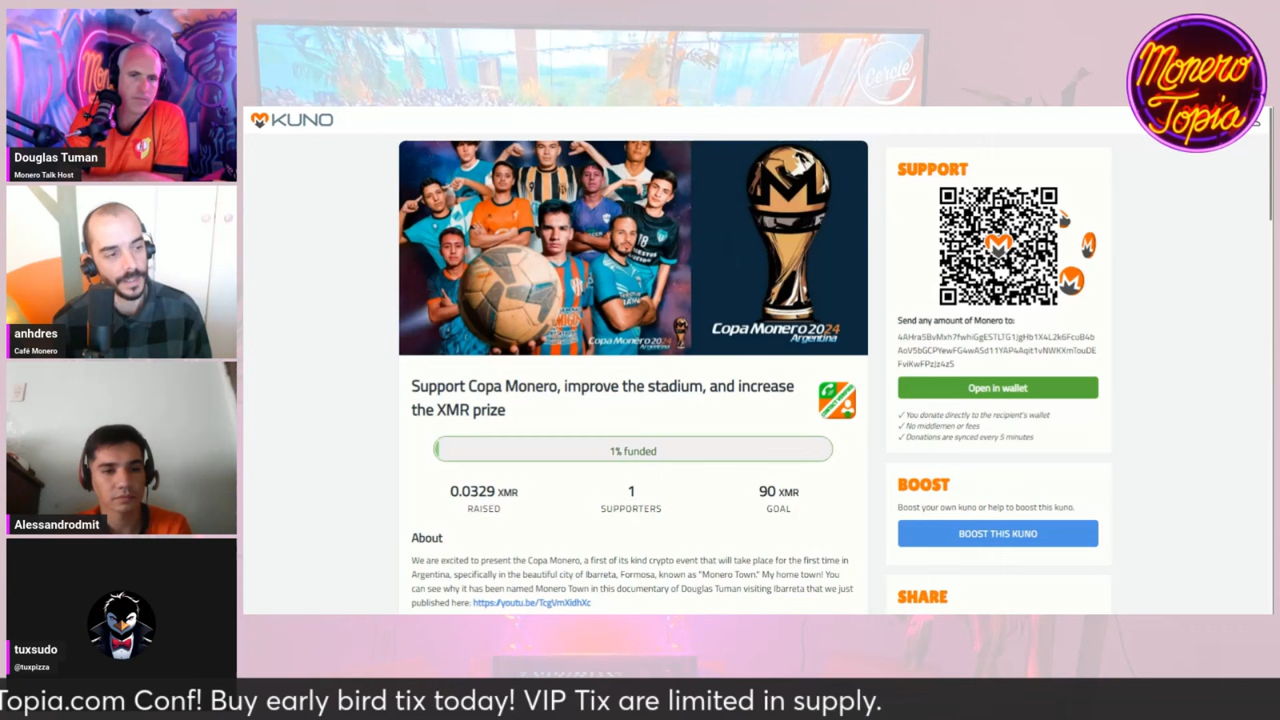 Douglas Tuman
Monero Talk Host
anhdres
Café Monero
Alessandrodmit
tuxsudo
@tuxpizza
Cercle
Monero
Topia
KUNO
Copa Monero 2024
Argentina
Copa Monero 2024
Argentina
Support Copa Monero, improve the stadium, and increase
the XMR prize
1% funded
0.0329 XMR
RAISED
1
SUPPORTERS
90 XMR
GOAL
About
We are excited to present the Copa Monero, a first of its kind crypto event that will take place for the first time in
Argentina, specifically in the beautiful city of Ibarreta, Formosa, known as "Monero Town." My home town! You
can see why it has been named Monero Town in this documentary of Douglas Tuman visiting Ibarreta that we just
published here: https://youtu.be/TcgVmXidhXc
SUPPORT
Send any amount of Monero to:
Open in wallet
✓ You donate directly to the recipient's wallet
✓ No middlemen or fees
✓ Donations are synced every 5 minutes
BOOST
Boost your own kuno or help to boost this kuno.
BOOST THIS KUNO
SHARE
Topia.com Conf! Buy early bird tix today! VIP Tix are limited in supply.